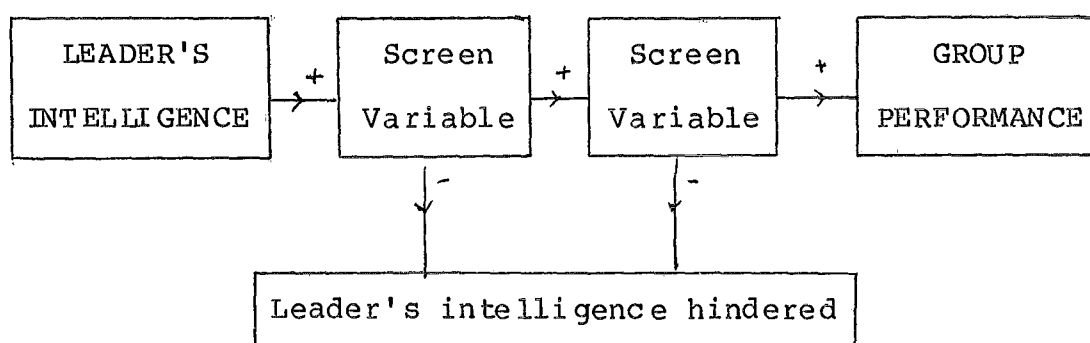 LEADER'S
INTELLIGENCE
+
Screen
Variable
+
Screen
Variable
+
GROUP
PERFORMANCE
-
-
Leader's intelligence hindered